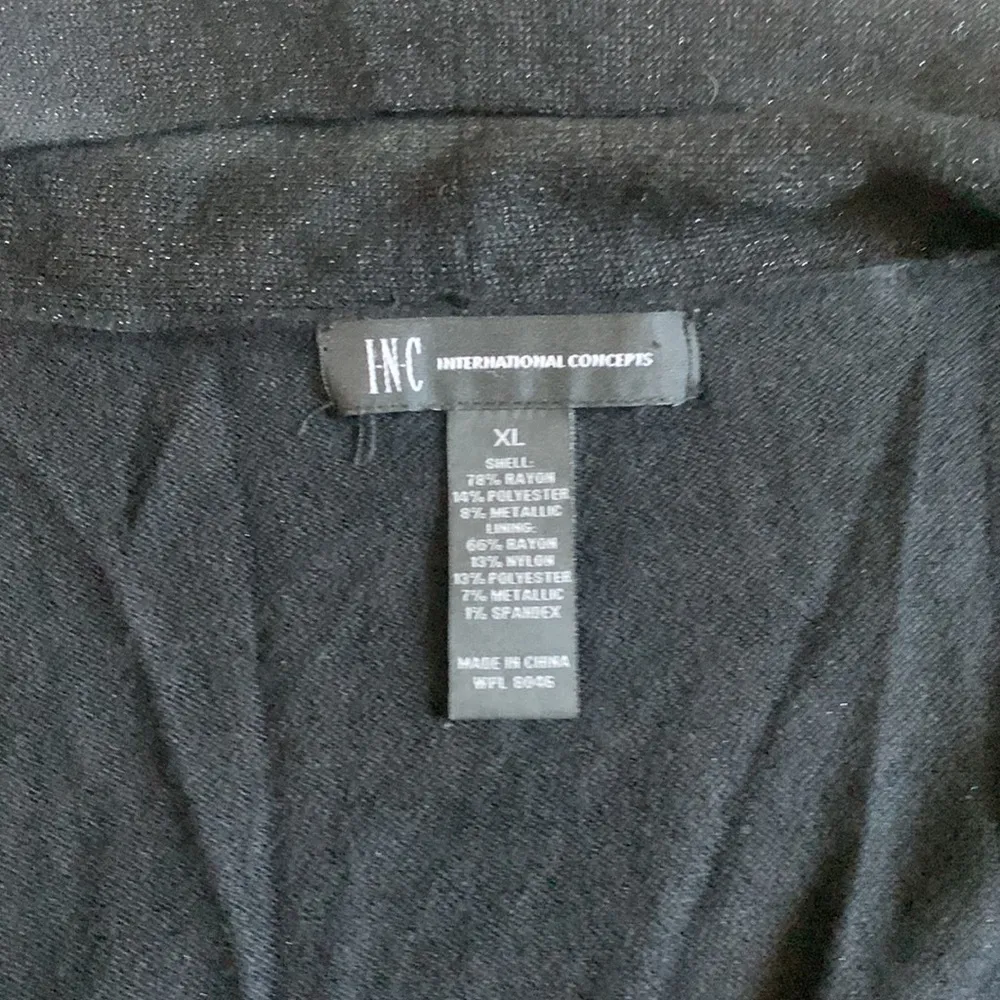 I·N·C INTERNATIONAL CONCEPTS
XL
SHELL:
78% RAYON
14% POLYESTER
8% METALLIC
LINING:
66% RAYON
13% NYLON
13% POLYESTER
7% METALLIC
1% SPANDEX
MADE IN CHINA
WPL 8046